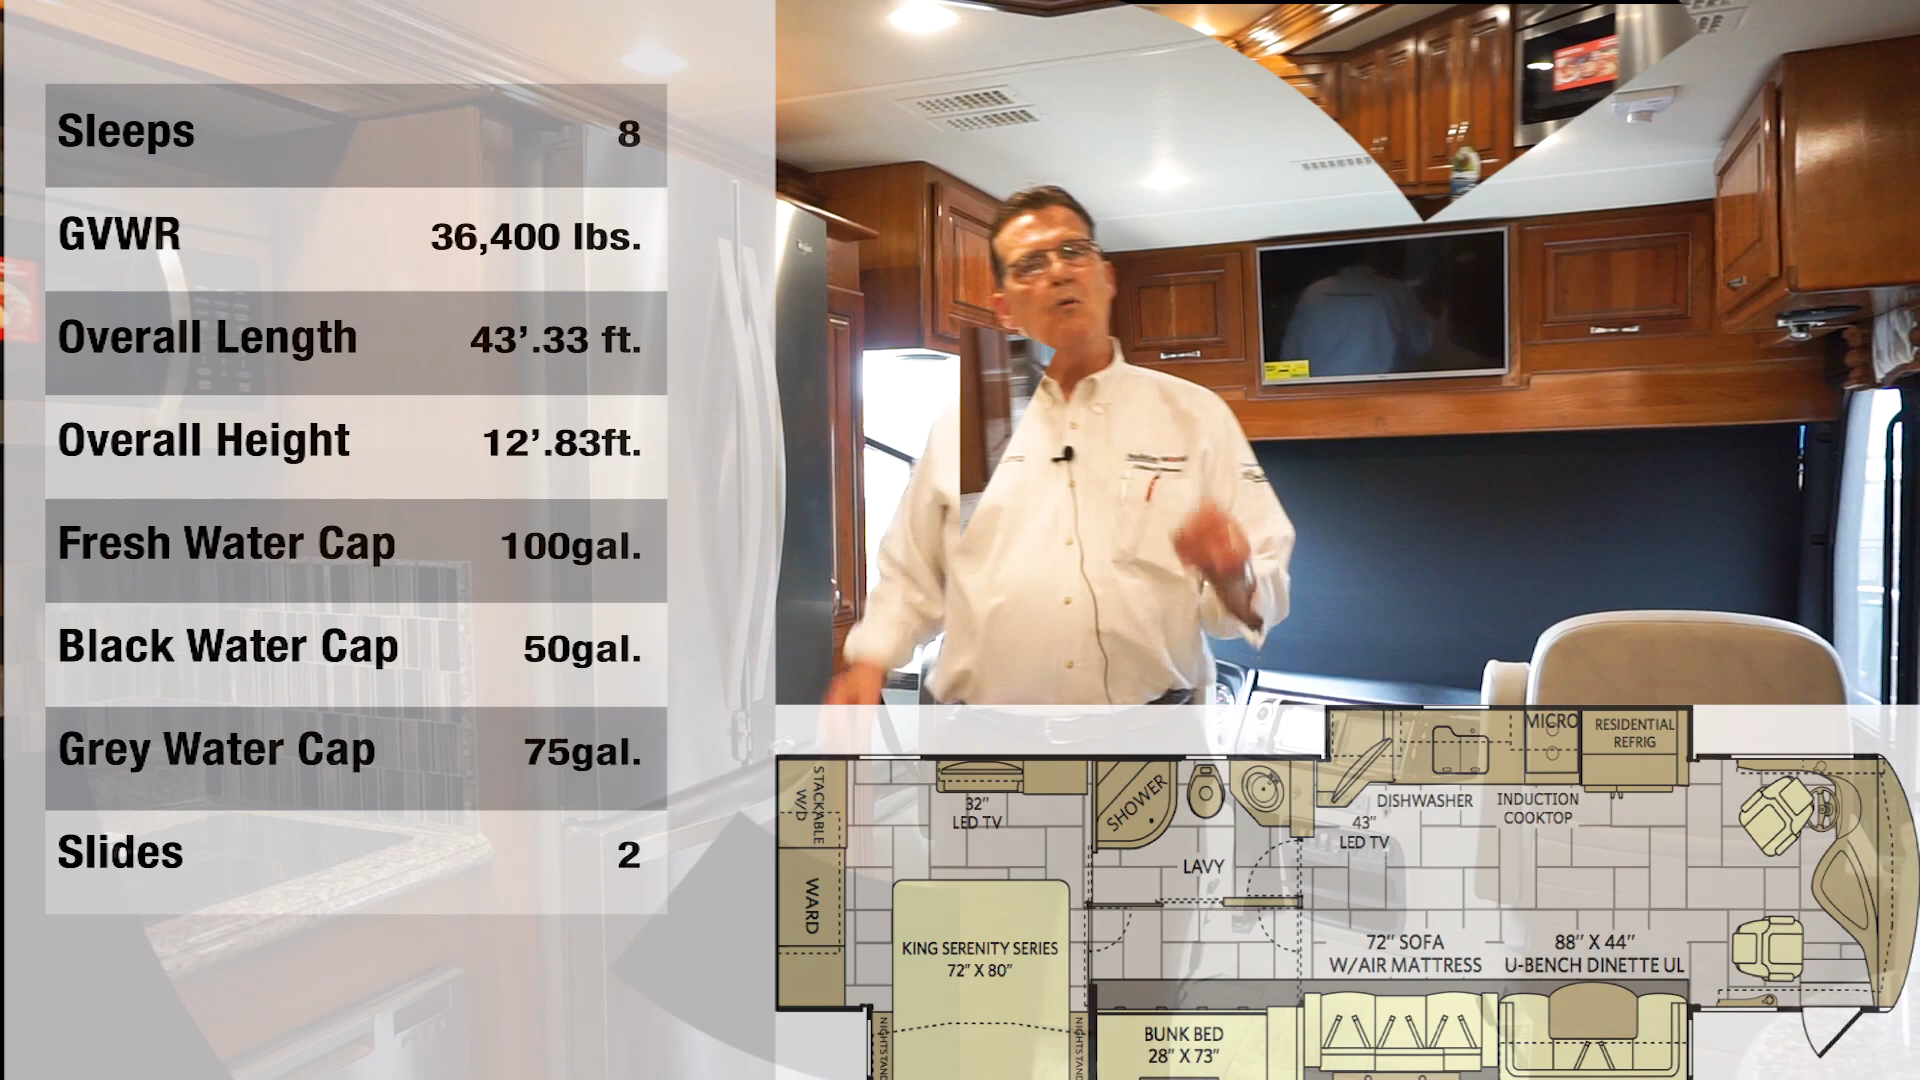 Sleeps 8
GVWR 36,400 lbs.
Overall Length 43'.33 ft.
Overall Height 12'.83ft.
Fresh Water Cap 100gal.
Black Water Cap 50gal.
Grey Water Cap 75gal.
Slides 2
MICRO
RESIDENTIAL
REFRIG
STACKABLE
W/D
32"
LED TV
SHOWER
DISHWASHER
INDUCTION
COOKTOP
43"
LED TV
LAVY
WARD
KING SERENITY SERIES
72" X 80"
72" SOFA
W/AIR MATTRESS
88" X 44"
U-BENCH DINETTE UL
NIGHTSTAND
NIGHTSTAND
BUNK BED
28" X 73"